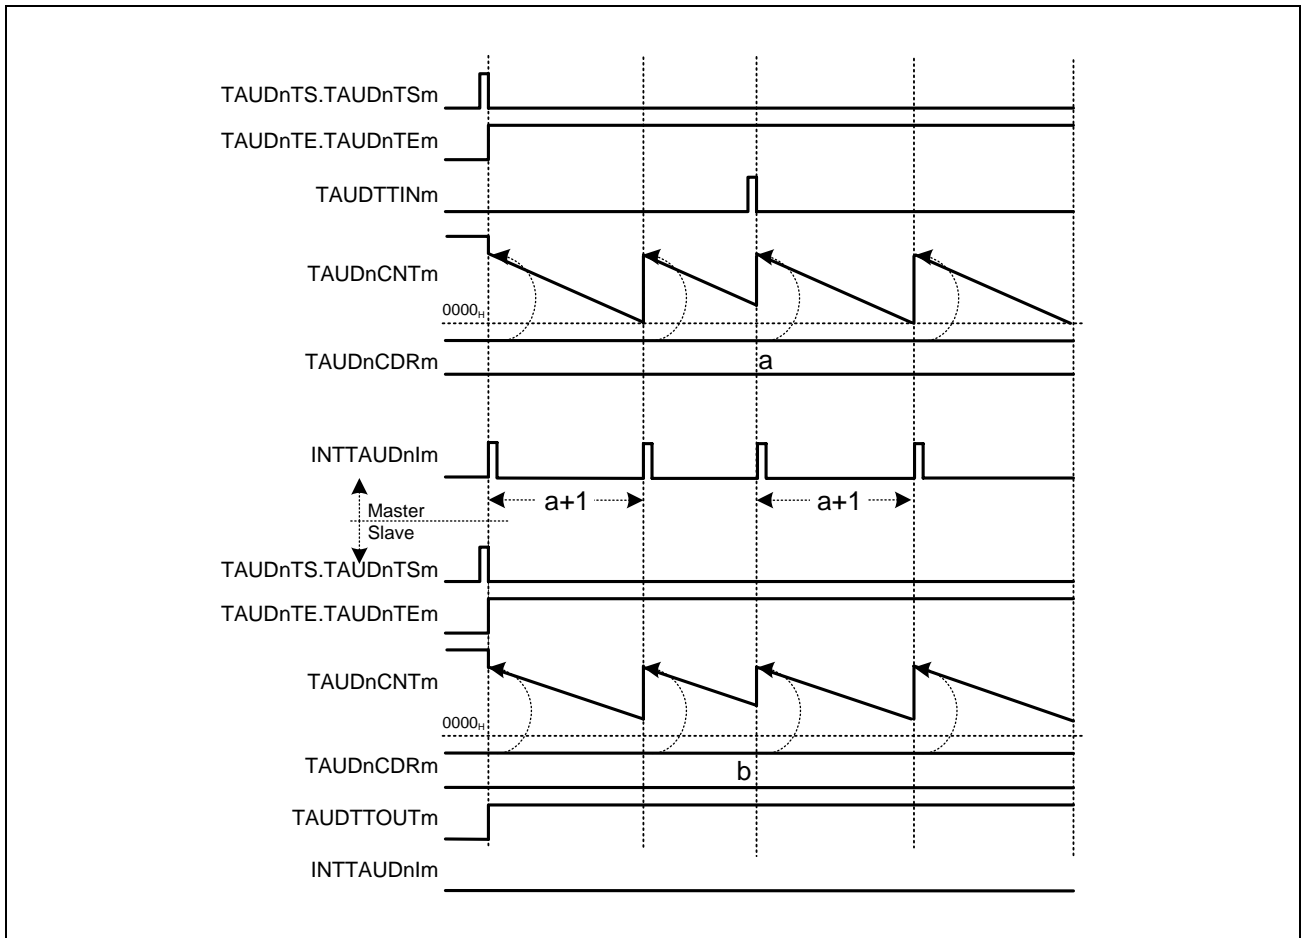 TAUDnTS.TAUDnTSm
TAUDnTE.TAUDnTEm
TAUDTTINm
TAUDnCNTm
0000H
TAUDnCDRm
a
INTTAUDnIm
a+1 a+1
Master
Slave
TAUDnTS.TAUDnTSm
TAUDnTE.TAUDnTEm
TAUDnCNTm
0000H
TAUDnCDRm
b
TAUDTTOUTm
INTTAUDnIm